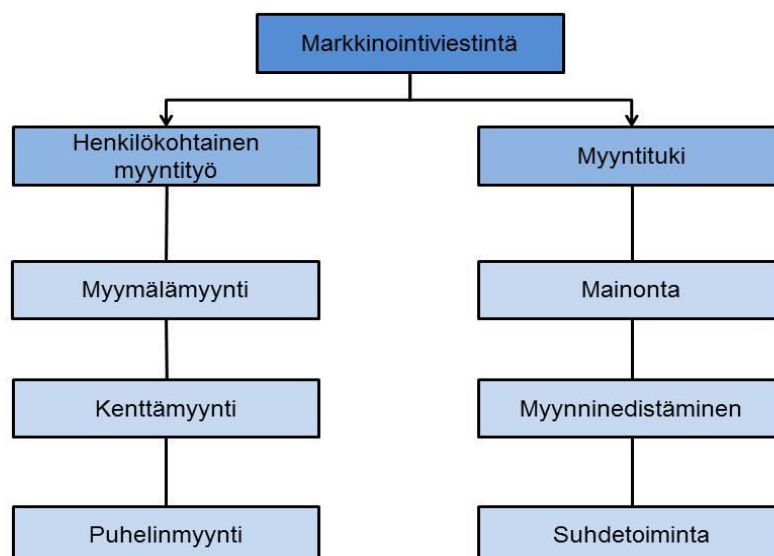 Markkinointiviestintä
Henkilökohtainen
myyntityö
Myyntituki
Myymälämyynti
Mainonta
Kenttämyynti
Myynninedistäminen
Puhelinmyynti
Suhdetoiminta